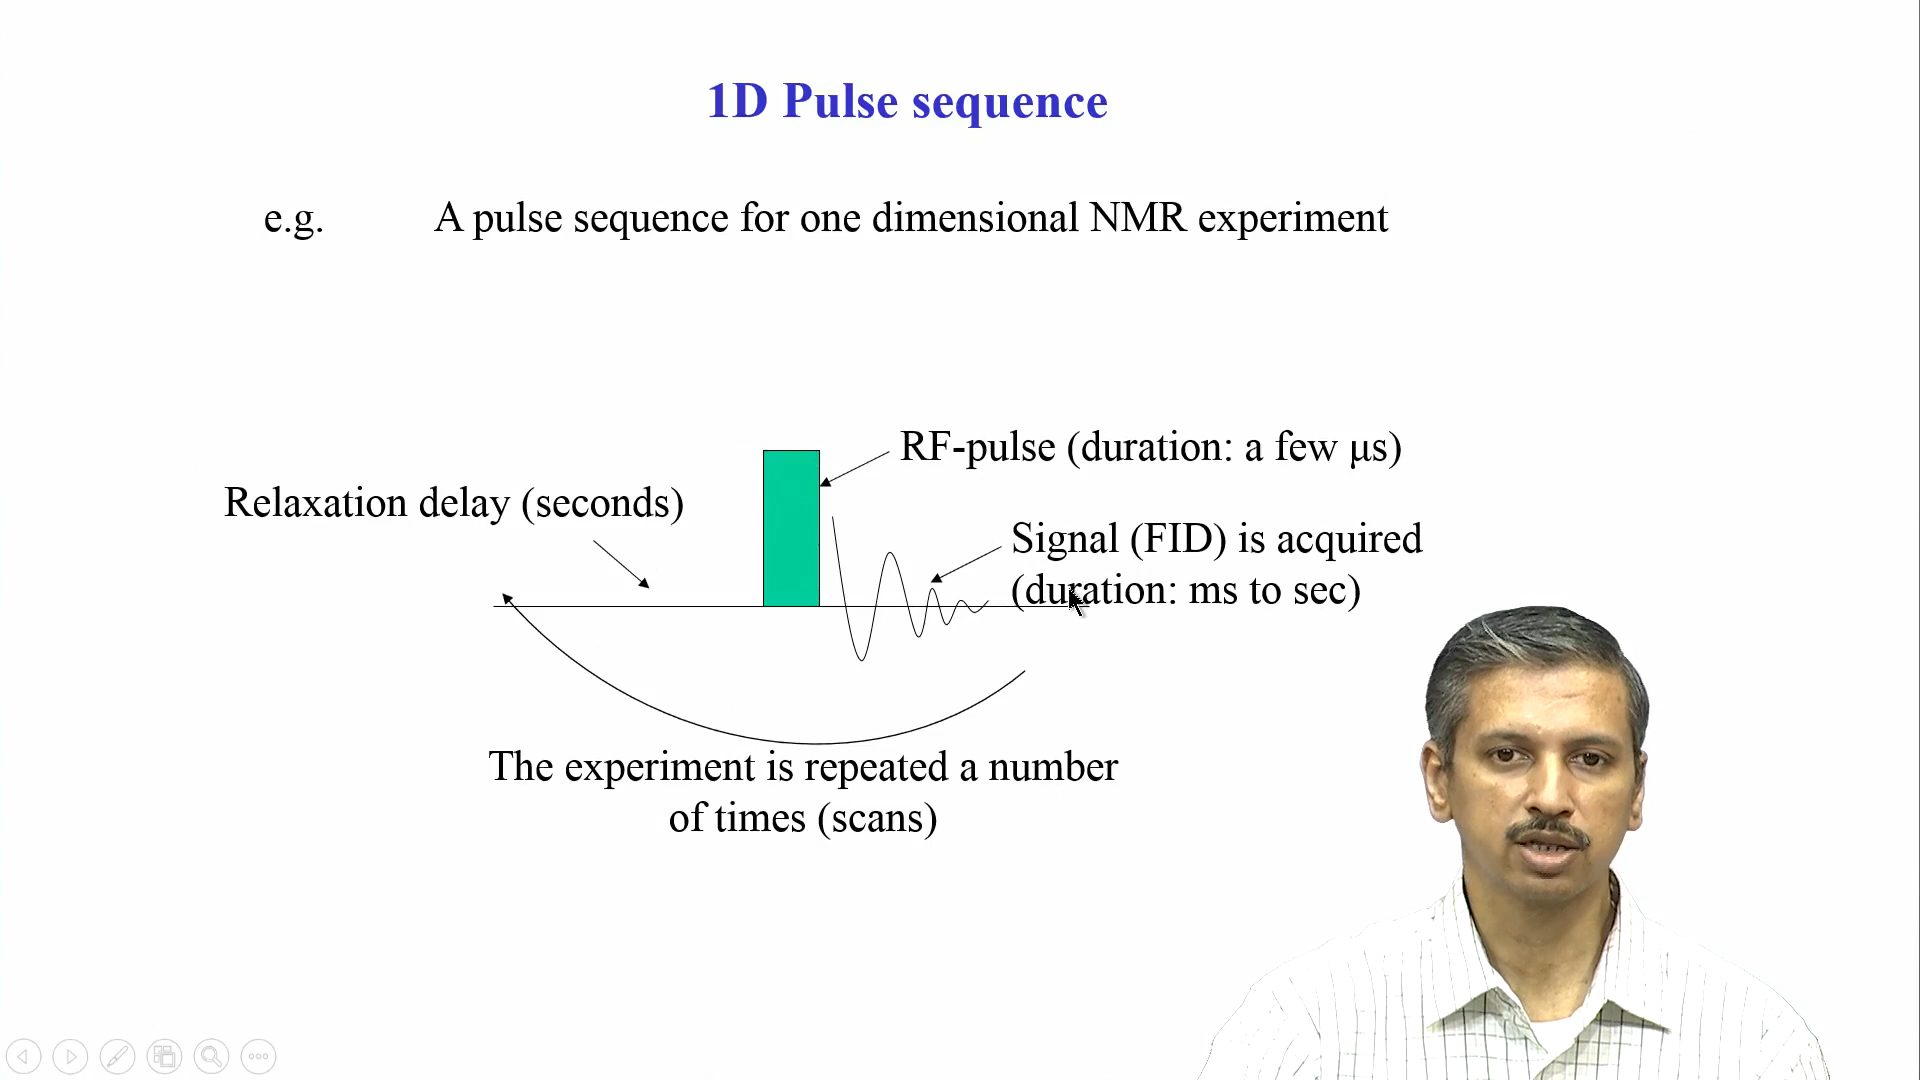 1D Pulse sequence
e.g. A pulse sequence for one dimensional NMR experiment
RF-pulse (duration: a few μs)
Relaxation delay (seconds)
Signal (FID) is acquired
(duration: ms to sec)
The experiment is repeated a number
of times (scans)